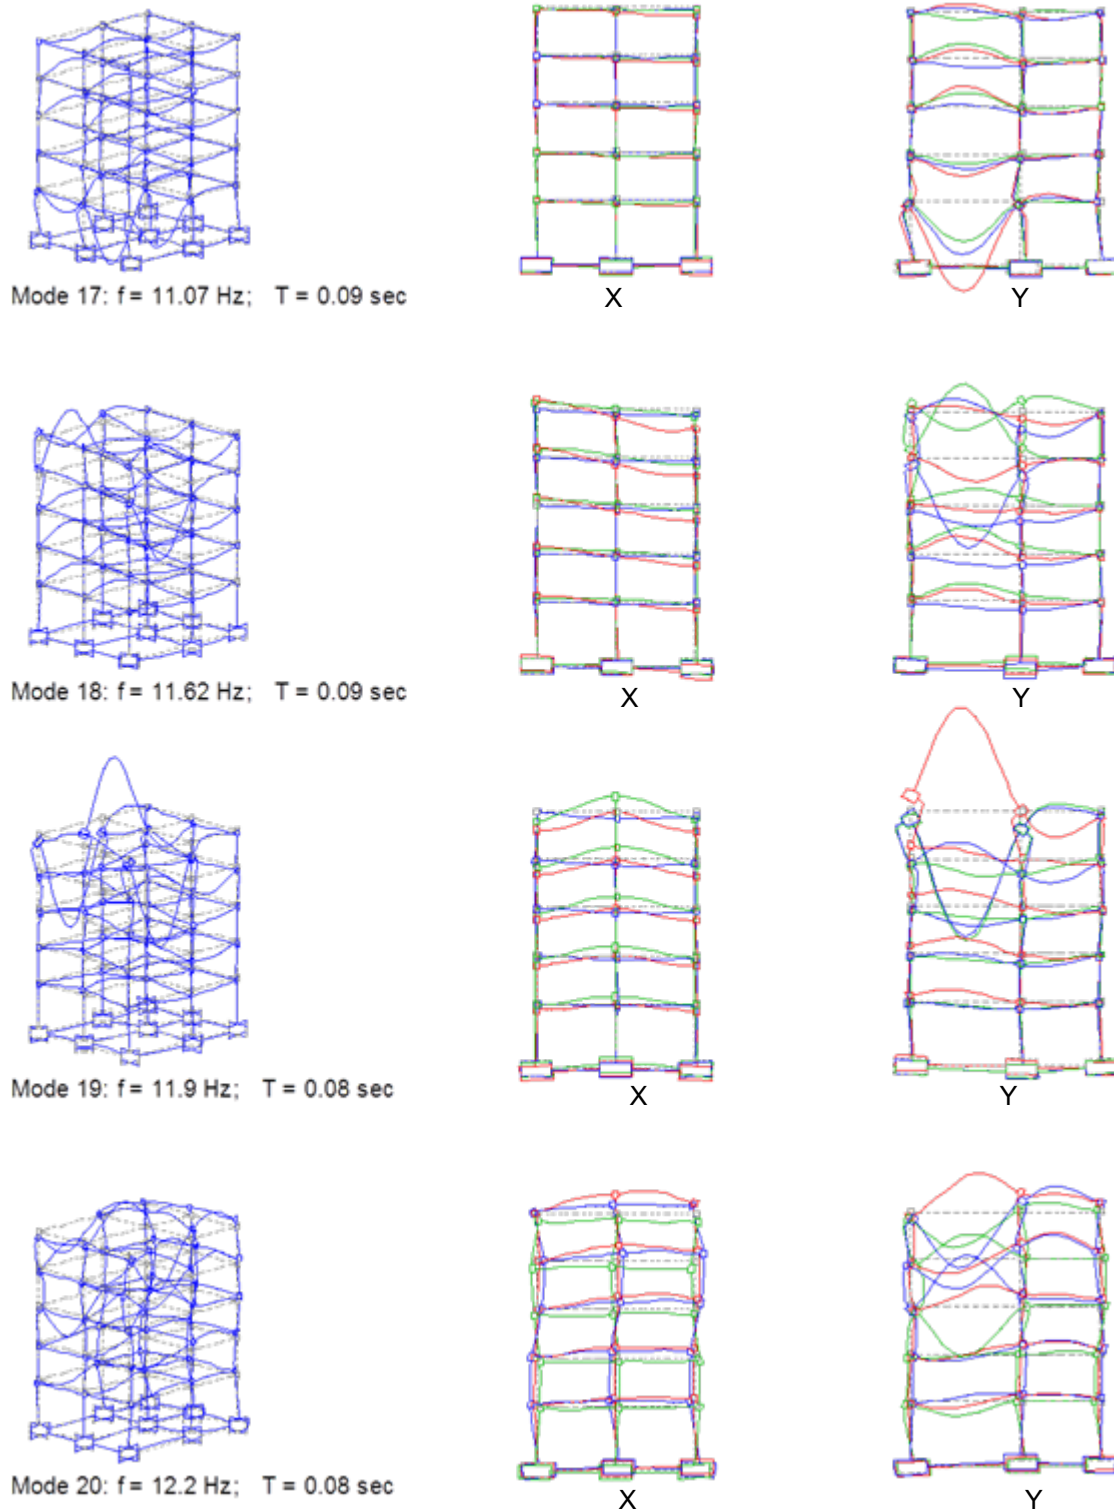 Mode 17: f = 11.07 Hz; T = 0.09 sec
X
Y
Mode 18: f = 11.62 Hz; T = 0.09 sec
X
Y
Mode 19: f = 11.9 Hz; T = 0.08 sec
X
Y
Mode 20: f = 12.2 Hz; T = 0.08 sec
X
Y